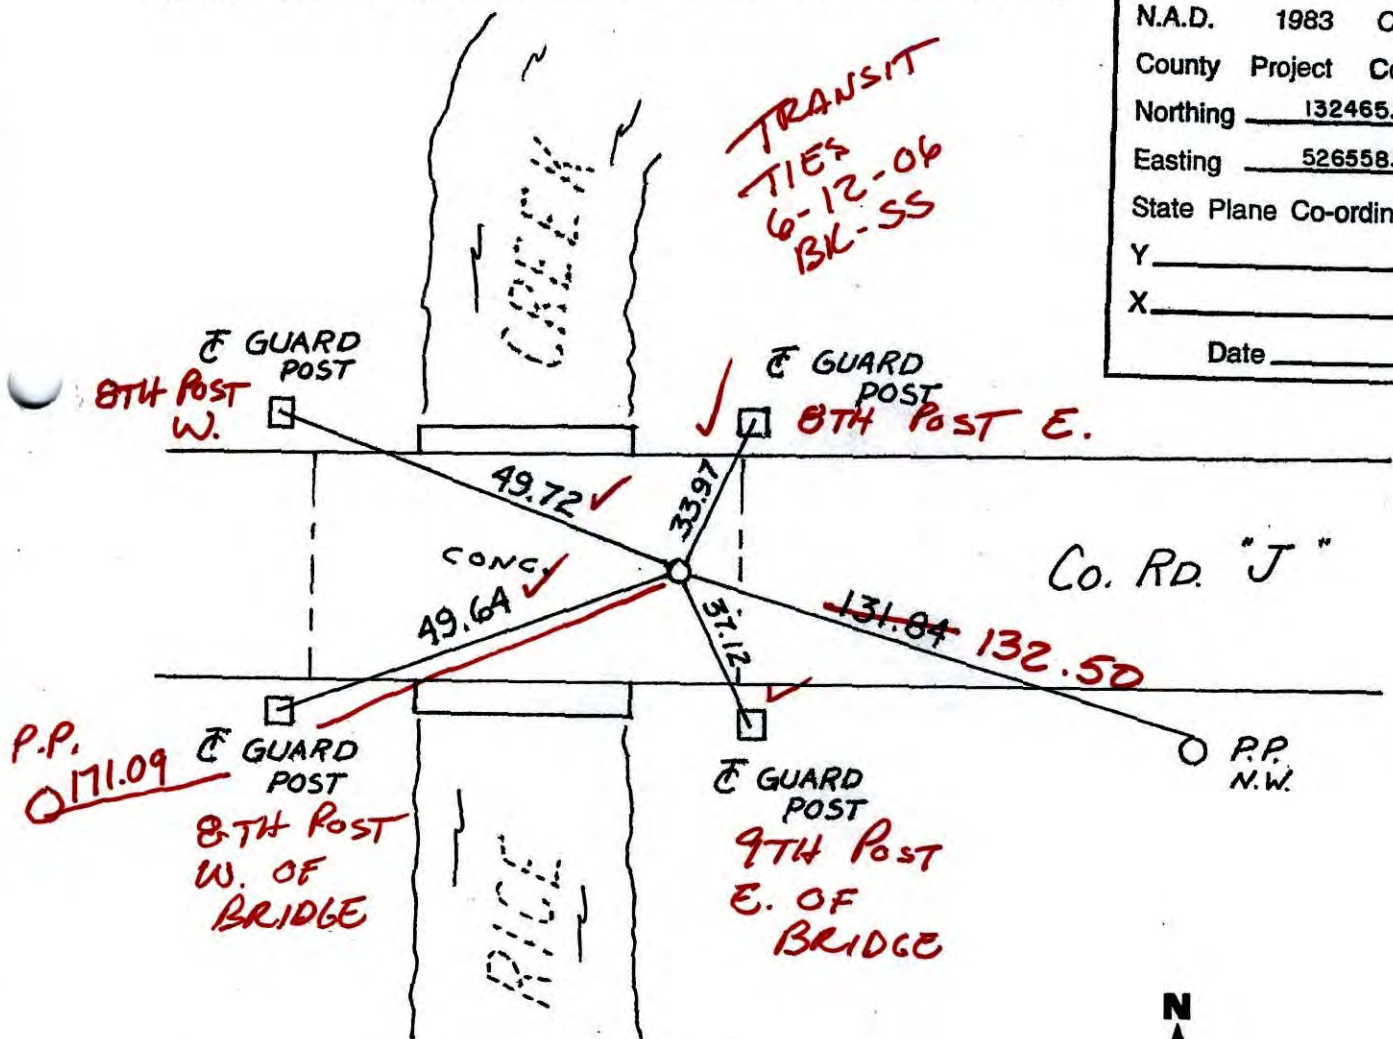 N.A.D. 1983
County Project
Northing 132465.
Easting 526558.
State Plane Co-ordin
Y
X
Date
TRANSIT
TIES
6-12-06
BK-SS
CREEK
GUARD
POST
8TH POST
W.
GUARD
POST
8TH POST E.
49.72
33.97
CONC.
49.64
37.12
131.84 132.50
Co. RD. "J"
P.P.
171.09
GUARD
POST
8TH POST
W. OF
BRIDGE
GUARD
POST
9TH POST
E. OF
BRIDGE
P.P.
N.W.
RICE
N